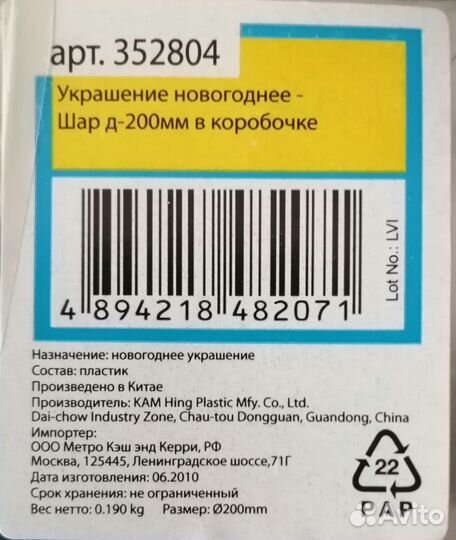 арт. 352804
Украшение новогоднее -
Шар д-200мм в коробочке
Lot No.: LVI
4 894218 482071
Назначение: новогоднее украшение
Состав: пластик
Произведено в Китае
Производитель: KAM Hing Plastic Mfy. Co., Ltd.
Dai-chow Industry Zone, Chau-tou Dongguan, Guandong, China
Импортер:
ООО Метро Кэш энд Керри, РФ
Москва, 125445, Ленинградское шоссе,71Г
Дата изготовления: 06.2010
Срок хранения: не ограниченный
Вес нетто: 0.190 kg Размер: Ø200mm
22
PAP
Avito